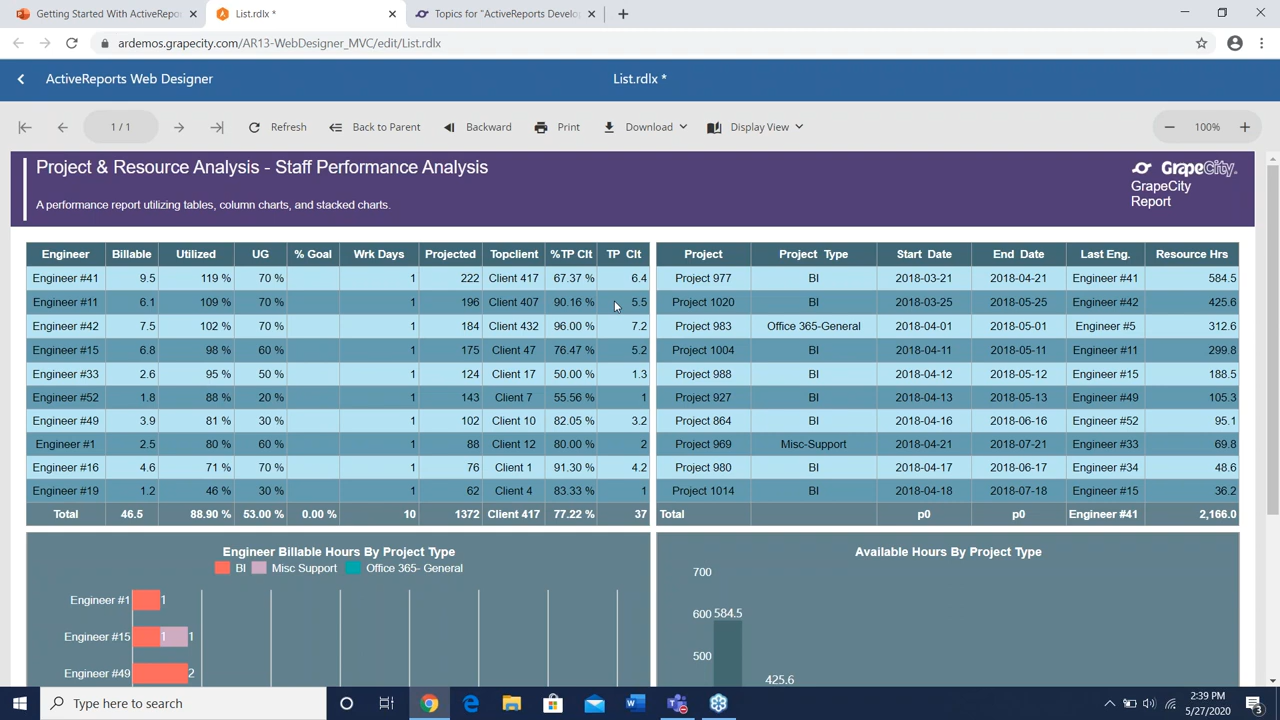 Getting Started With ActiveRepo
List.rdlx *
Topics for "ActiveReports Develo
ardemos.grapecity.com/AR13-WebDesigner_MVC/edit/List.rdlx
ActiveReports Web Designer
List.rdlx *
1 / 1
Refresh
Back to Parent
Backward
Print
Download
Display View
100%
Project & Resource Analysis - Staff Performance Analysis
A performance report utilizing tables, column charts, and stacked charts.
GrapeCity
GrapeCity
Report
Engineer Billable Utilized UG % Goal Wrk Days Projected Topclient %TP Clt TP Clt
Engineer #41 9.5 119 % 70 % 1 222 Client 417 67.37 % 6.4
Engineer #11 6.1 109 % 70 % 1 196 Client 407 90.16 % 5.5
Engineer #42 7.5 102 % 70 % 1 184 Client 432 96.00 % 7.2
Engineer #15 6.8 98 % 60 % 1 175 Client 47 76.47 % 5.2
Engineer #33 2.6 95 % 50 % 1 124 Client 17 50.00 % 1.3
Engineer #52 1.8 88 % 20 % 1 143 Client 7 55.56 % 1
Engineer #49 3.9 81 % 30 % 1 102 Client 10 82.05 % 3.2
Engineer #1 2.5 80 % 60 % 1 88 Client 12 80.00 % 2
Engineer #16 4.6 71 % 70 % 1 76 Client 1 91.30 % 4.2
Engineer #19 1.2 46 % 30 % 1 62 Client 4 83.33 % 1
Total 46.5 88.90 % 53.00 % 0.00 % 10 1372 Client 417 77.22 % 37
Project Project Type Start Date End Date Last Eng. Resource Hrs
Project 977 BI 2018-03-21 2018-04-21 Engineer #41 584.5
Project 1020 BI 2018-03-25 2018-05-25 Engineer #42 425.6
Project 983 Office 365-General 2018-04-01 2018-05-01 Engineer #5 312.6
Project 1004 BI 2018-04-11 2018-05-11 Engineer #11 299.8
Project 988 BI 2018-04-12 2018-05-12 Engineer #15 188.5
Project 927 BI 2018-04-13 2018-05-13 Engineer #49 105.3
Project 864 BI 2018-04-16 2018-06-16 Engineer #52 95.1
Project 969 Misc-Support 2018-04-21 2018-07-21 Engineer #33 69.8
Project 980 BI 2018-04-17 2018-06-17 Engineer #34 48.6
Project 1014 BI 2018-04-18 2018-07-18 Engineer #15 36.2
Total p0 p0 Engineer #41 2,166.0
Engineer Billable Hours By Project Type
BI Misc Support Office 365- General
Engineer #1 1
Engineer #15 1 1
Engineer #49 2
Available Hours By Project Type
700
600 584.5
500
425.6
Type here to search
2:39 PM
5/27/2020
3